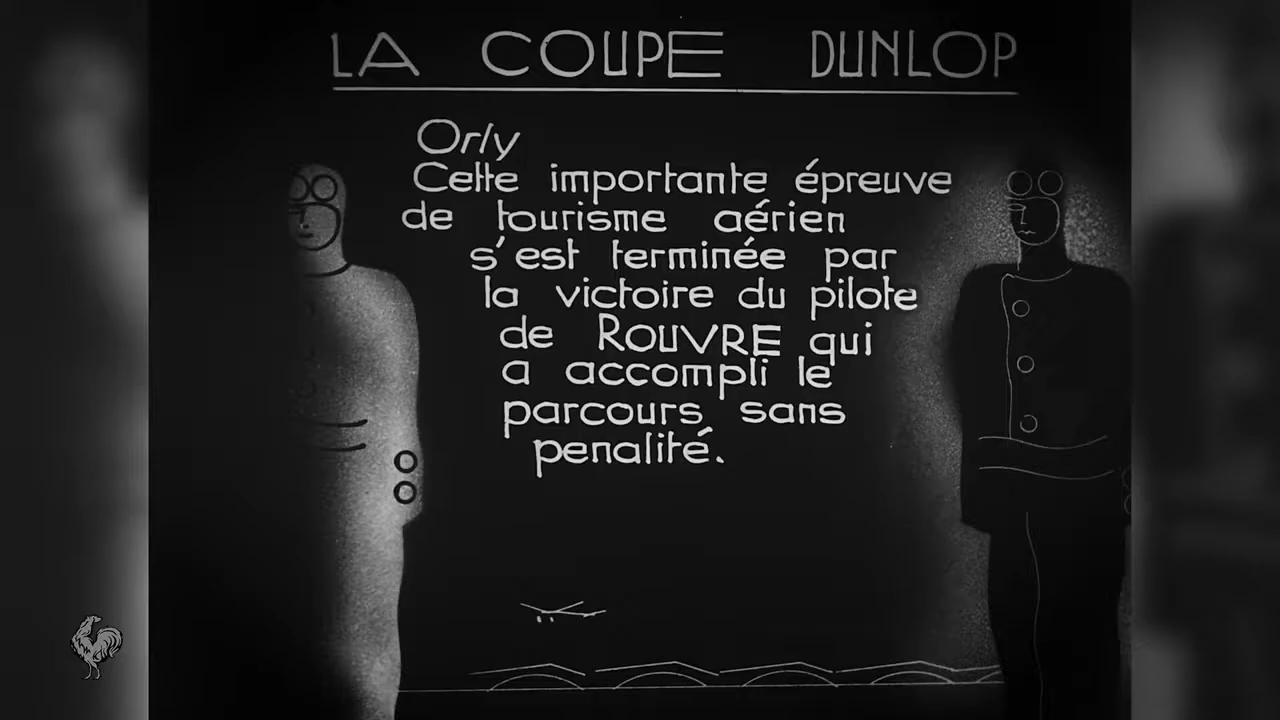 LA COUPE DUNLOP
Orly
Cette importante épreuve
de tourisme aérien
s'est terminée par
la victoire du pilote
de ROUVRE qui
a accompli le
parcours sans
penalité.